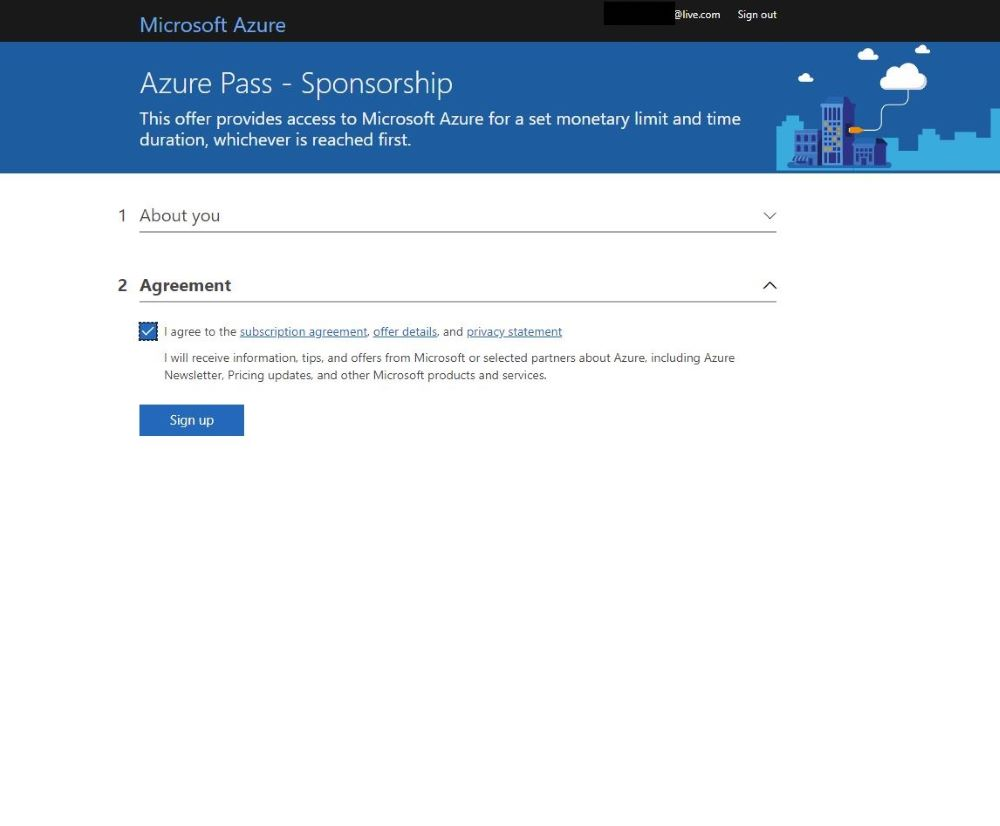 Microsoft Azure
@live.com Sign out
Azure Pass - Sponsorship
This offer provides access to Microsoft Azure for a set monetary limit and time
duration, whichever is reached first.
1 About you
2 Agreement
I agree to the subscription agreement, offer details, and privacy statement
I will receive information, tips, and offers from Microsoft or selected partners about Azure, including Azure
Newsletter, Pricing updates, and other Microsoft products and services.
Sign up